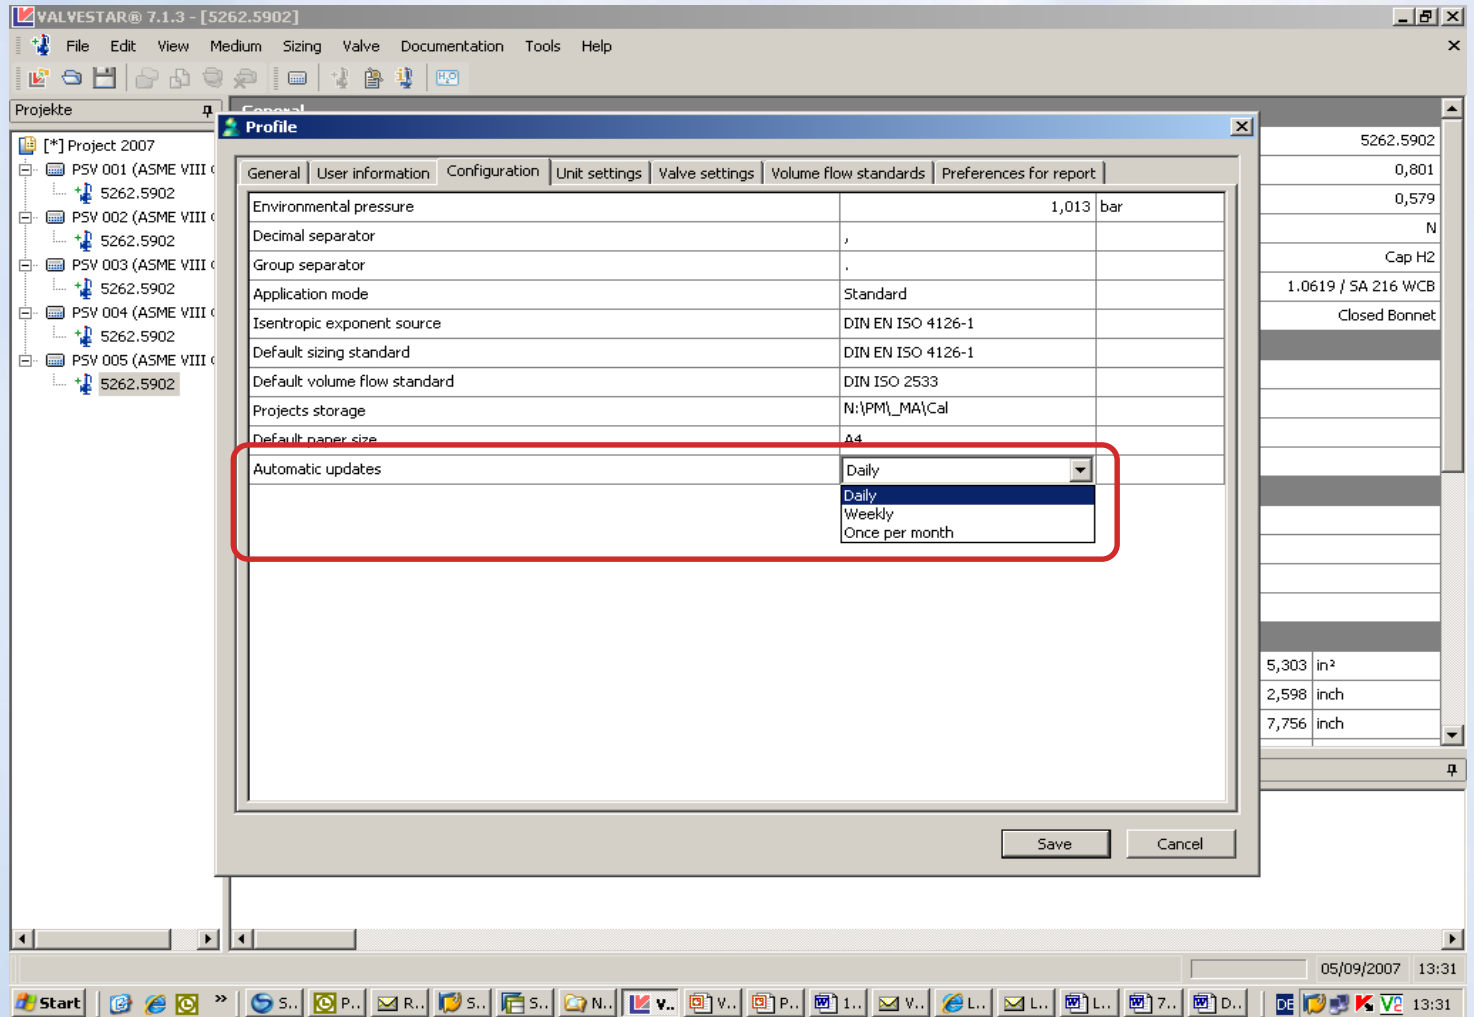 VALVESTAR® 7.1.3 - [5262.5902]
File Edit View Medium Sizing Valve Documentation Tools Help
Projekte
General
[*] Project 2007
PSV 001 (ASME VIII
5262.5902
PSV 002 (ASME VIII
5262.5902
PSV 003 (ASME VIII
5262.5902
PSV 004 (ASME VIII
5262.5902
PSV 005 (ASME VIII
5262.5902
Profile
General User information Configuration Unit settings Valve settings Volume flow standards Preferences for report
Environmental pressure 1,013 bar
Decimal separator ,
Group separator .
Application mode Standard
Isentropic exponent source DIN EN ISO 4126-1
Default sizing standard DIN EN ISO 4126-1
Default volume flow standard DIN ISO 2533
Projects storage N:\PM\_MA\Cal
Default paper size A4
Automatic updates Daily
Daily
Weekly
Once per month
Save Cancel
5262.5902
0,801
0,579
N
Cap H2
1.0619 / SA 216 WCB
Closed Bonnet
5,303 in²
2,598 inch
7,756 inch
05/09/2007 13:31
Start » S.. P.. R.. S.. S.. N.. V.. V.. P.. 1.. V.. L.. L.. L.. 7.. D.. DE 13:31